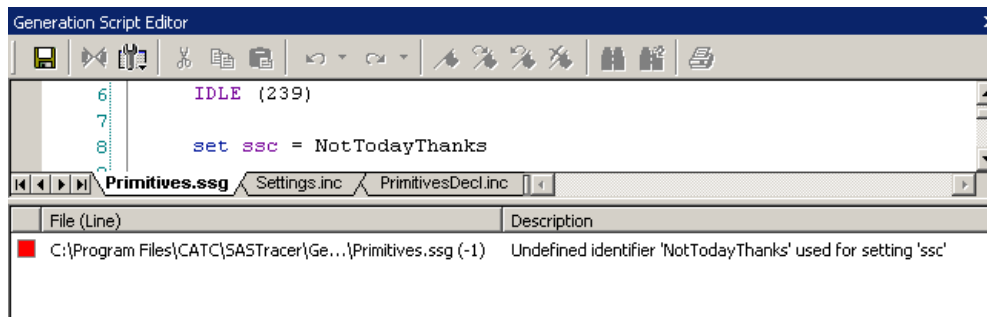 Generation Script Editor
6 IDLE (239)
7
8 set ssc = NotTodayThanks
Primitives.ssg Settings.inc PrimitivesDecl.inc
File (Line) Description
C:\Program Files\CATC\SASTracer\Ge...\Primitives.ssg (-1) Undefined identifier 'NotTodayThanks' used for setting 'ssc'